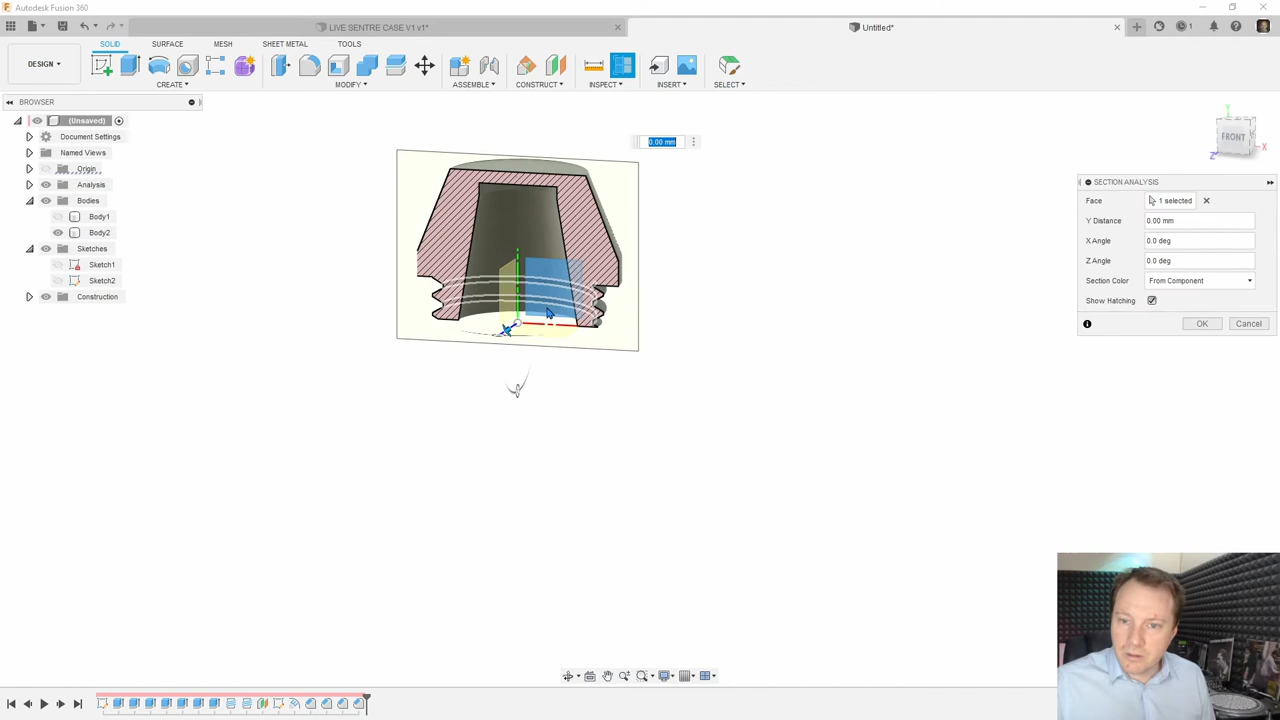 Autodesk Fusion 360
LIVE SENTRE CASE V1 v1*
Untitled*
SOLID
SURFACE
MESH
SHEET METAL
TOOLS
DESIGN
CREATE
MODIFY
ASSEMBLE
CONSTRUCT
INSPECT
INSERT
SELECT
BROWSER
(Unsaved)
Document Settings
Named Views
Origin
Analysis
Bodies
Body1
Body2
Sketches
Sketch1
Sketch2
Construction
0.00 mm
Y
FRONT
X
Z
SECTION ANALYSIS
Face 1 selected
Y Distance 0.00 mm
X Angle 0.0 deg
Z Angle 0.0 deg
Section Color From Component
Show Hatching
OK Cancel